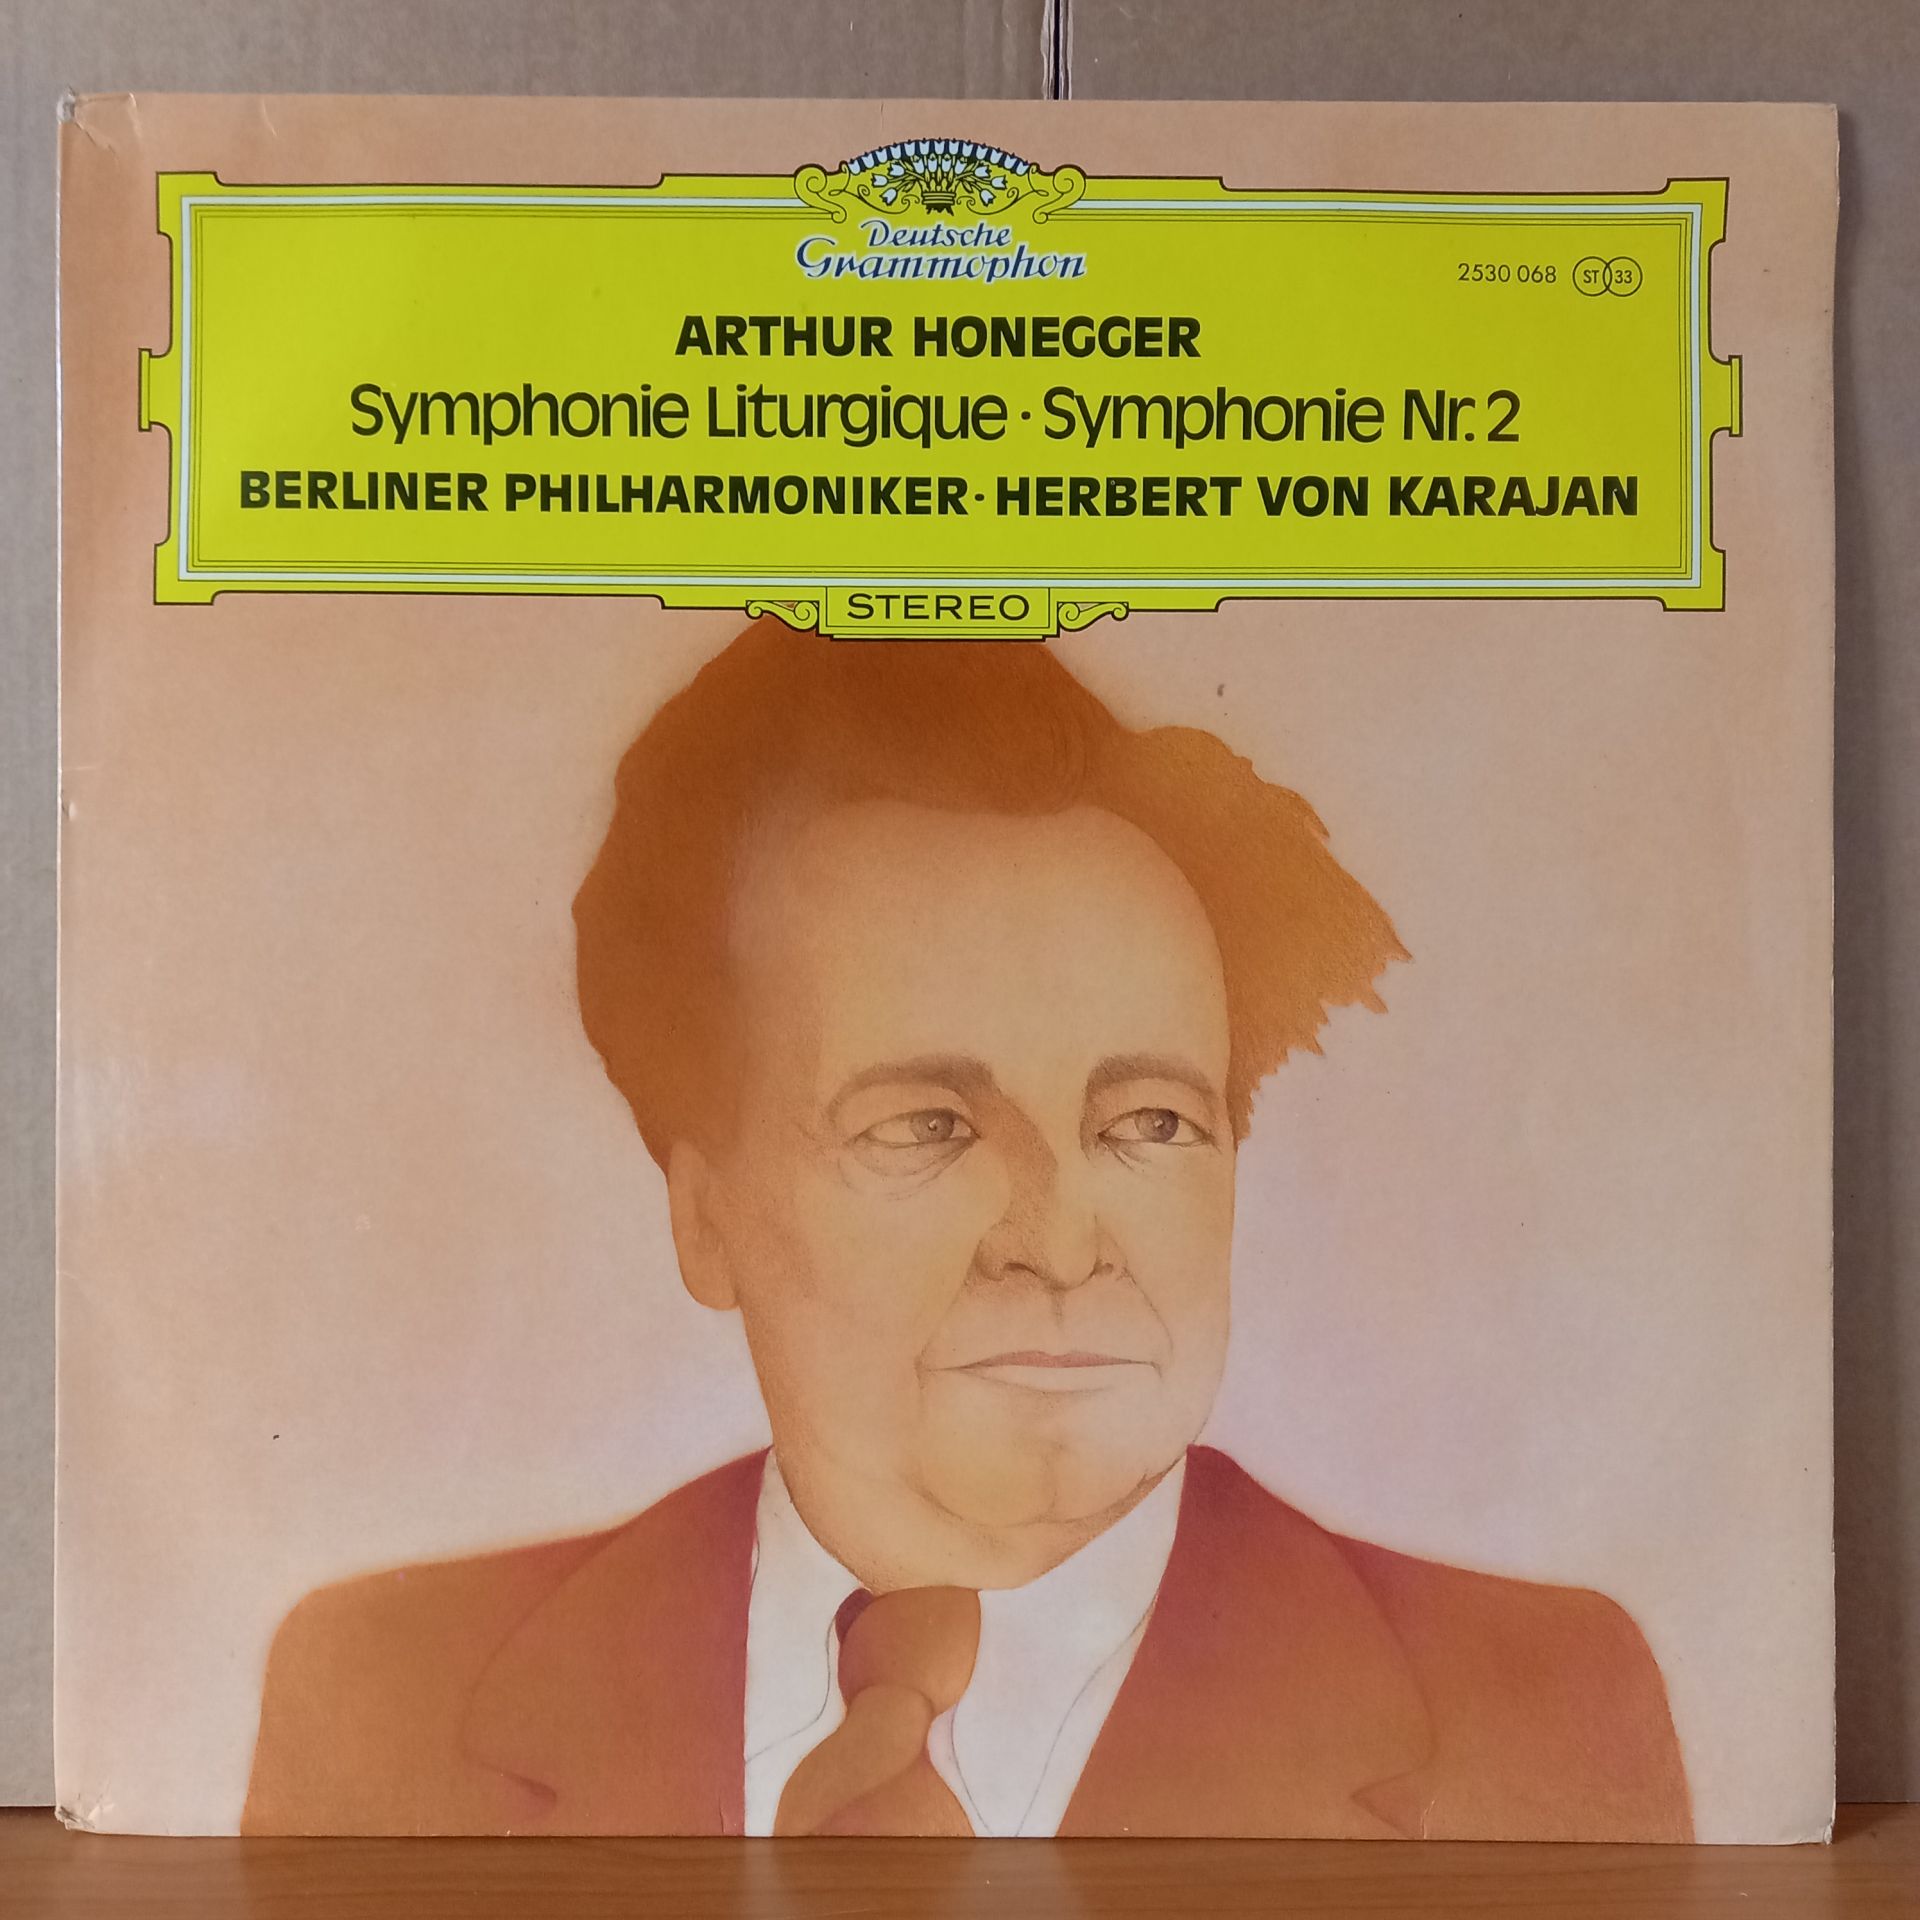 Deutsche
Grammophon
2530 068 ST 33
ARTHUR HONEGGER
Symphonie Liturgique · Symphonie Nr. 2
BERLINER PHILHARMONIKER · HERBERT VON KARAJAN
STEREO